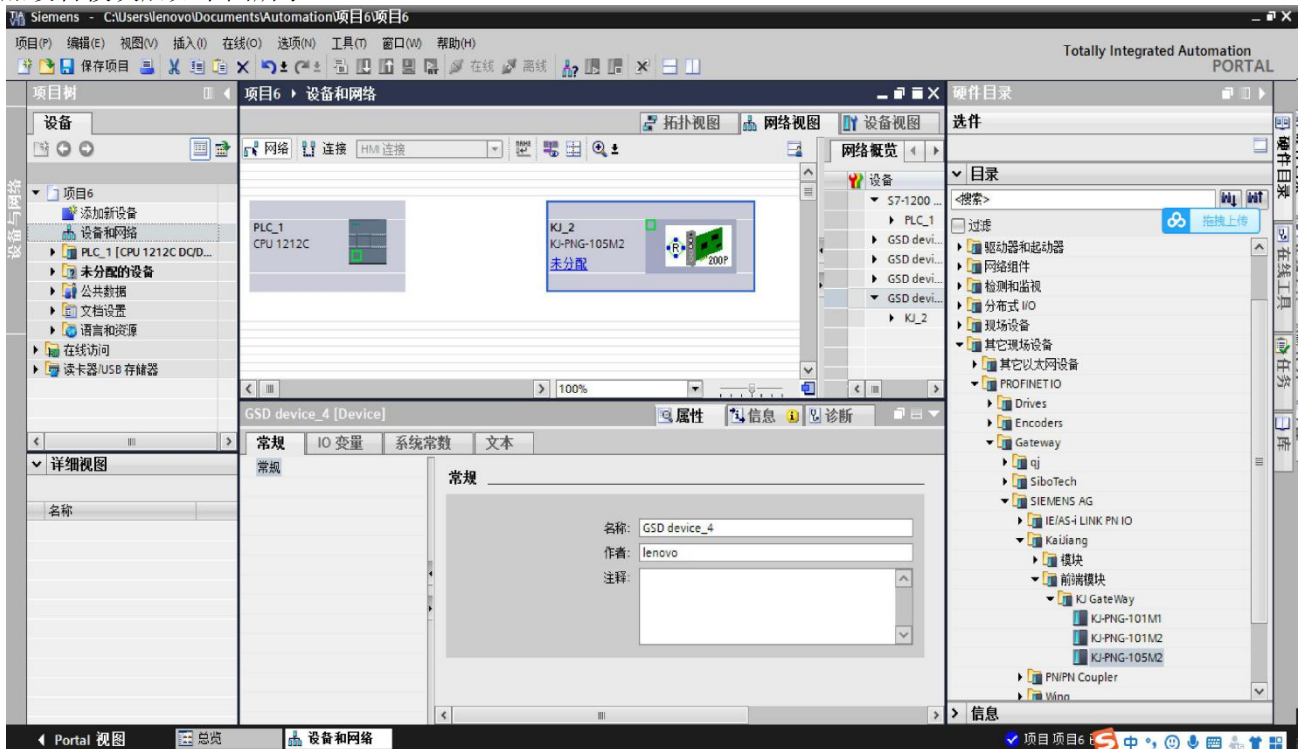 Siemens - C:\Users\lenovo\Documents\Automation\项目6\项目6
项目(P) 编辑(E) 视图(V) 插入(I) 在线(O) 选项(N) 工具(T) 窗口(W) 帮助(H)
Totally Integrated Automation
PORTAL
保存项目 在线 离线
项目树
项目6 ▸ 设备和网络
硬件目录
设备
拓扑视图 网络视图 设备视图
选件
网络 连接 HMI 连接
网络概览
目录
<搜索>
过滤
拖拽上传
设备与网络
项目6
添加新设备
设备和网络
PLC_1 [CPU 1212C DC/D...
未分配的设备
公共数据
文档设置
语言和资源
在线访问
读卡器/USB 存储器
PLC_1
CPU 1212C
KJ_2
KJ-PNG-105M2
未分配
200P
设备
S7-1200 ...
PLC_1
GSD devi...
GSD devi...
GSD devi...
GSD devi...
KJ_2
100%
驱动器和起动器
网络组件
检测和监视
分布式 I/O
现场设备
其它现场设备
其它以太网设备
PROFINET IO
Drives
Encoders
Gateway
qj
SiboTech
SIEMENS AG
IE/AS-i LINK PN IO
KaiJiang
模块
前端模块
KJ GateWay
KJ-PNG-101M1
KJ-PNG-101M2
KJ-PNG-105M2
PN/PN Coupler
Wing
信息
硬件目录
在线工具
任务
库
GSD device_4 [Device]
属性 信息 诊断
常规 IO 变量 系统常数 文本
常规
常规
名称: GSD device_4
作者: lenovo
注释:
详细视图
名称
Portal 视图 总览 设备和网络
项目 项目6
中